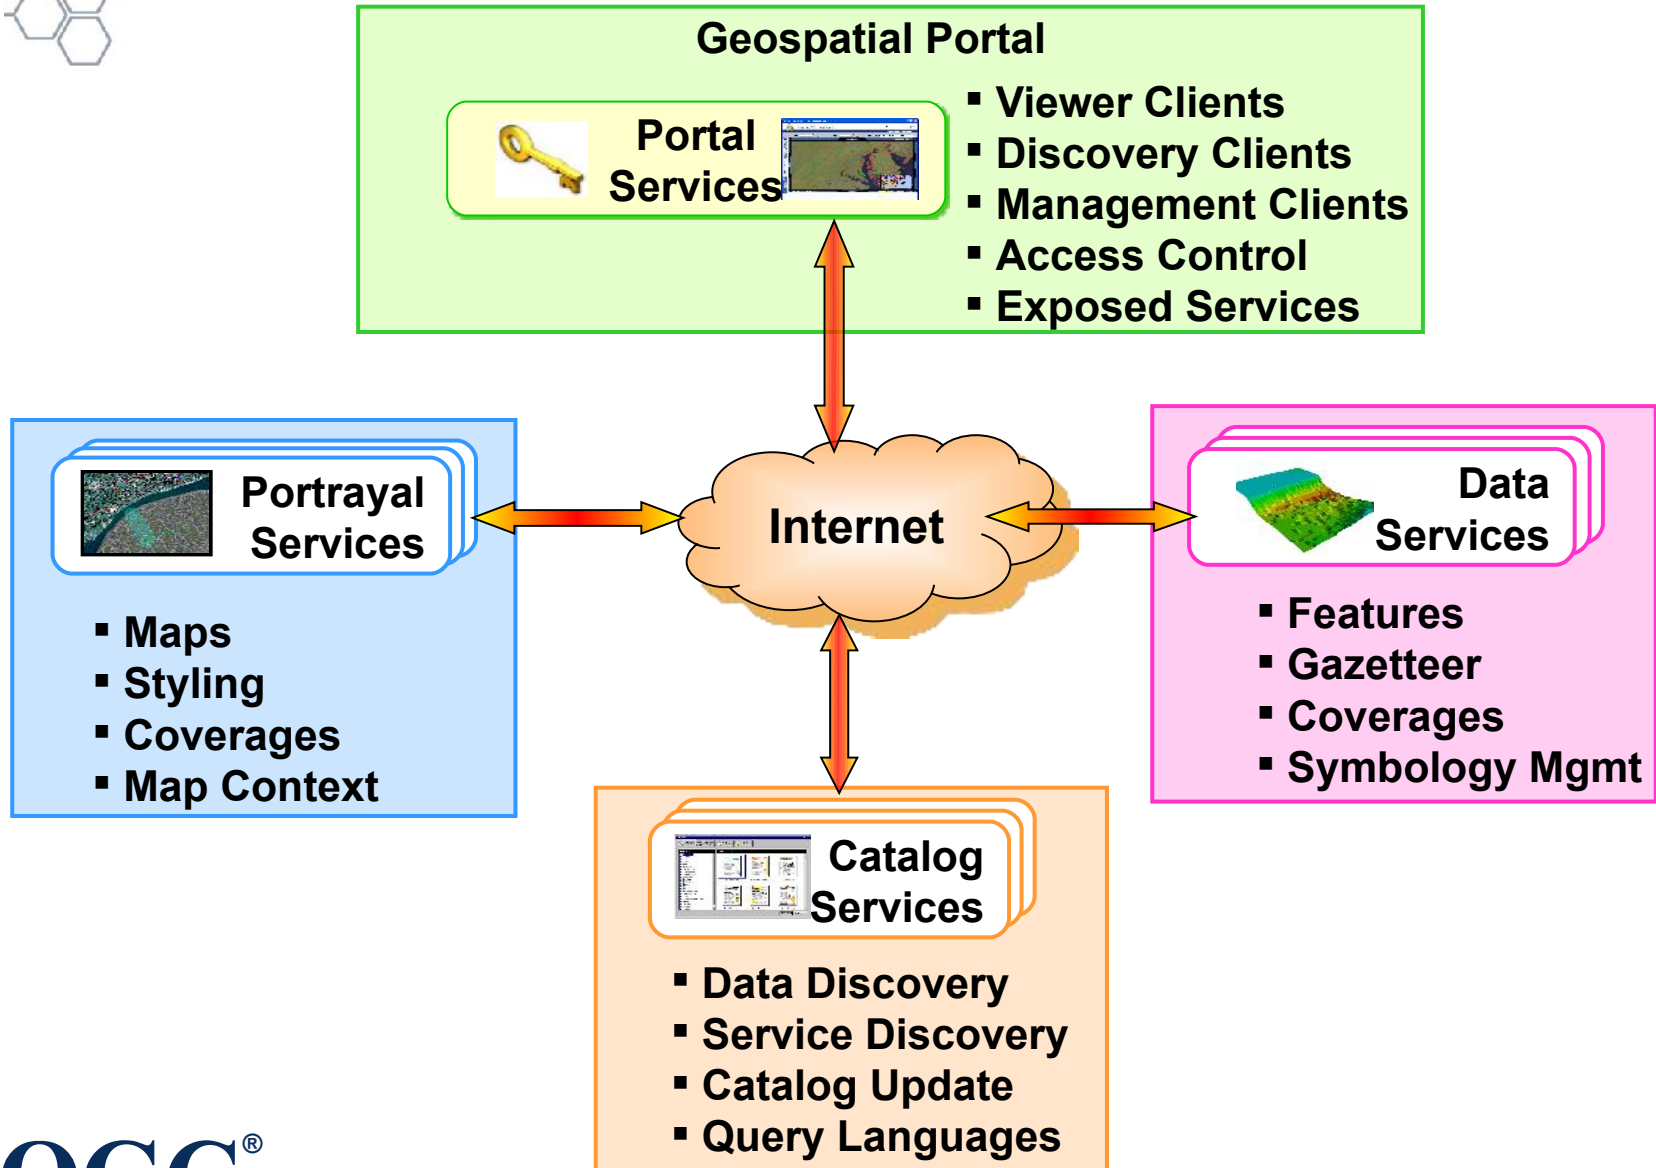 Geospatial Portal
Portal
Services
▪ Viewer Clients
▪ Discovery Clients
▪ Management Clients
▪ Access Control
▪ Exposed Services
Portrayal
Services
▪ Maps
▪ Styling
▪ Coverages
▪ Map Context
Internet
Data
Services
▪ Features
▪ Gazetteer
▪ Coverages
▪ Symbology Mgmt
Catalog
Services
▪ Data Discovery
▪ Service Discovery
▪ Catalog Update
▪ Query Languages
OGC®